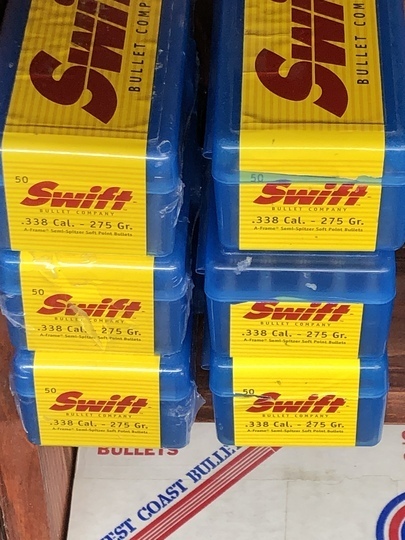 Swift
BULLET COMP
Swift
BULLET COM
50
Swift
BULLET COMPANY
.338 Cal. - 275 Gr.
A-Frame® Semi-Spitzer Soft Point Bullets
50
Swift
BULLET COMPANY
.338 Cal. - 275 Gr.
A-Frame® Semi-Spitzer Soft Point Bullets
50
Swift
BULLET COMPANY
.338 Cal. - 275 Gr.
A-Frame® Semi-Spitzer Soft Point Bullets
Swift
BULLET COMPANY
.338 Cal. - 275 Gr.
A-Frame® Semi-Spitzer Soft Point Bullets
50
Swift
BULLET COMPANY
.338 Cal. - 275 Gr.
A-Frame® Semi-Spitzer Soft Point Bullets
50
Swift
BULLET COMPANY
.338 Cal. - 275 Gr.
A-Frame® Semi-Spitzer Soft Point Bullets
BULLETS
EST COAST BULLE